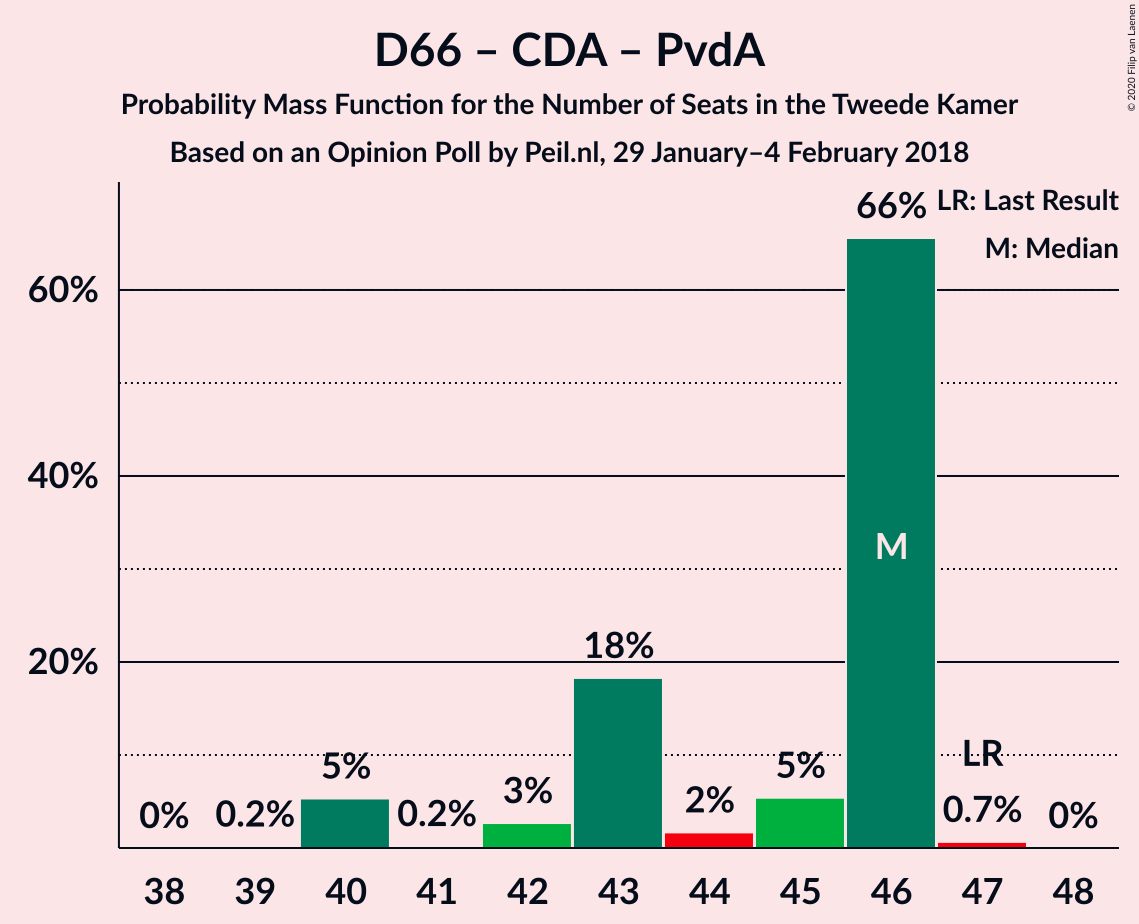 D66 – CDA – PvdA
Probability Mass Function for the Number of Seats in the Tweede Kamer
Based on an Opinion Poll by Peil.nl, 29 January–4 February 2018
© 2020 Filip van Laenen
LR: Last Result
M: Median
60%
40%
20%
0%
0.2%
5%
0.2%
3%
18%
2%
5%
66%
M
LR
0.7%
0%
38 39 40 41 42 43 44 45 46 47 48